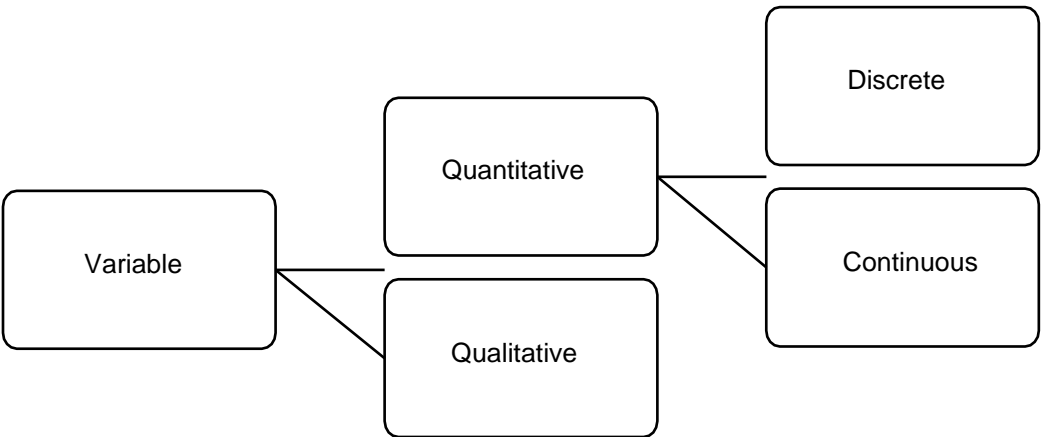 Variable
Quantitative
Qualitative
Discrete
Continuous